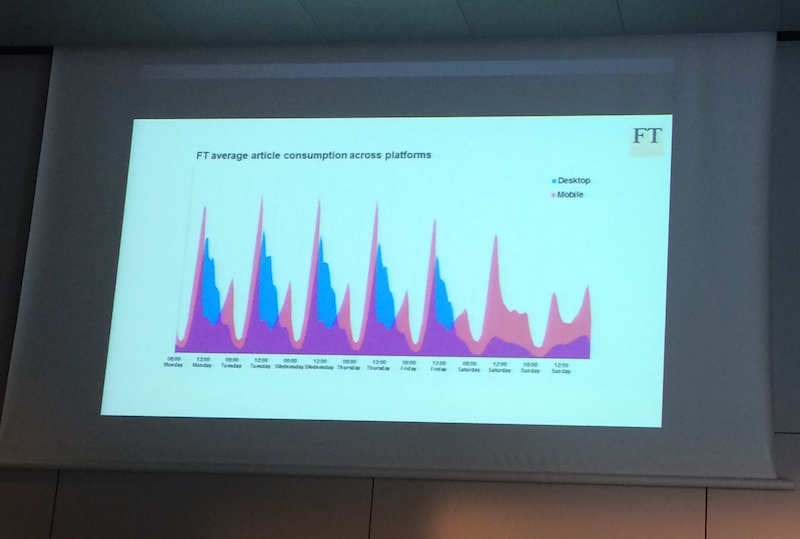 FT
FT average article consumption across platforms
Desktop
Mobile
00:00 12:00 00:00 12:00 00:00 12:00 00:00 12:00 00:00 12:00 00:00 12:00 00:00 12:00
Monday Monday Tuesday Tuesday Wednesday Wednesday Thursday Thursday Friday Friday Saturday Saturday Sunday Sunday